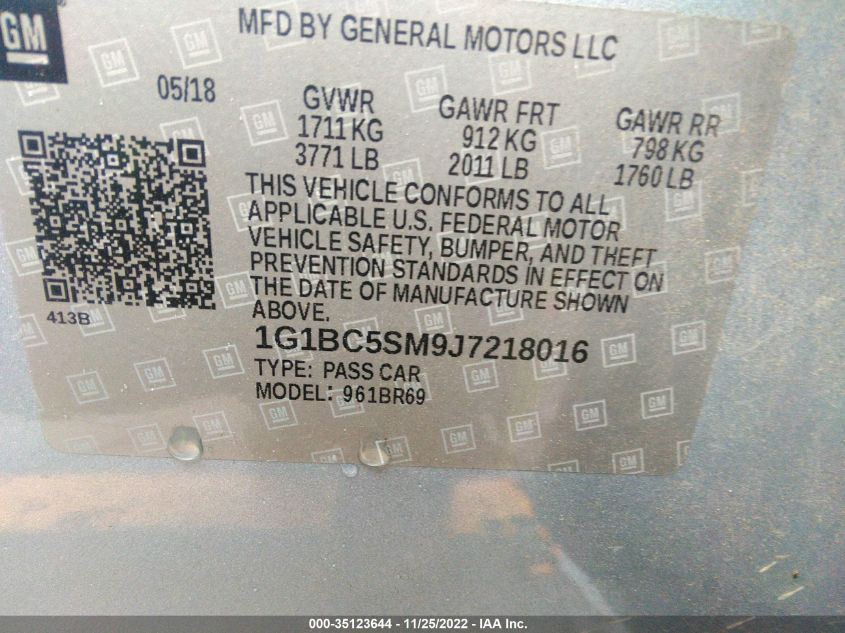 GM
MFD BY GENERAL MOTORS LLC
05/18
GVWR
1711 KG
3771 LB
GAWR FRT
912 KG
2011 LB
GAWR RR
798 KG
1760 LB
THIS VEHICLE CONFORMS TO ALL
APPLICABLE U.S. FEDERAL MOTOR
VEHICLE SAFETY, BUMPER, AND THEFT
PREVENTION STANDARDS IN EFFECT ON
THE DATE OF MANUFACTURE SHOWN
ABOVE.
413B
1G1BC5SM9J7218016
TYPE: PASS CAR
MODEL: 961BR69
000-35123644 - 11/25/2022 - IAA Inc.